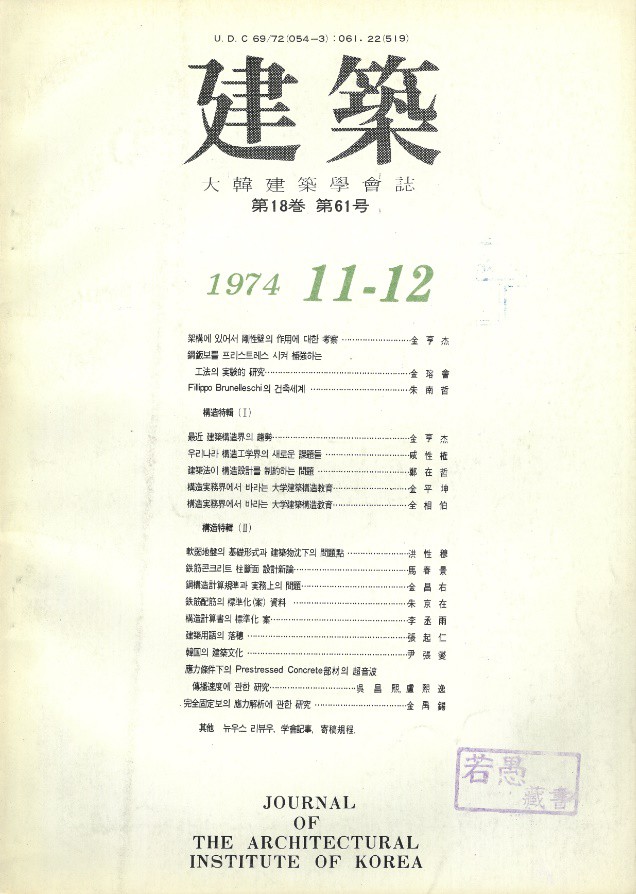 U. D. C 69/72(054—3) : 061. 22(519)
建築
大韓建築學會誌
第18巻 第61号
1974 11-12
架構에 있어서 剛性壁의 作用에 대한 考察 ························金 亨 杰
鋼鈑보를 프리스트레스 시켜 補强하는
工法의 実験的 研究·····································金 瑢
Filippo Brunelleschi의 건축세계 ·························朱 南 哲
構造特輯 (Ⅰ)
最近 建築構造界의 趨勢···································金 亨 杰
우리나라 構造工学界의 새로운 課題들 ·····················咸 性 権
建築法이 構造設計를 制約하는 問題 ·······················鄭 在 哲
構造実務界에서 바라는 大学建築構造教育···················金 平 坤
構造実務界에서 바라는 大学建築構造教育···················全 相 伯
構造特輯 (Ⅱ)
軟弱地盤의 基礎形式과 建築物沈下의 問題點 ···············洪 性 穆
鉄筋콘크리트 柱斷面 設計新論·····························馬 春 景
鋼構造計算規準과 実務上의 問題···························金 昌 右
鉄筋配筋의 標準化(案) 資料 ·····························朱 京 在
構造計算書의 標準化 案···································李 丞 雨
建築用語의 落穗 ·········································張 起 仁
韓国의 建築文化 ·········································尹 張 燮
應力條件下의 Prestressed Concrete部材의 超音波
傳播速度에 관한 研究·························吳 昌 熙, 盧 熙 逸
完全固定보의 應力解析에 관한 研究 ·······················金 禹
其他 뉴우스 리뷰우, 学會記事, 寄稿規程,
若愚
藏書
JOURNAL
OF
THE ARCHITECTURAL
INSTITUTE OF KOREA